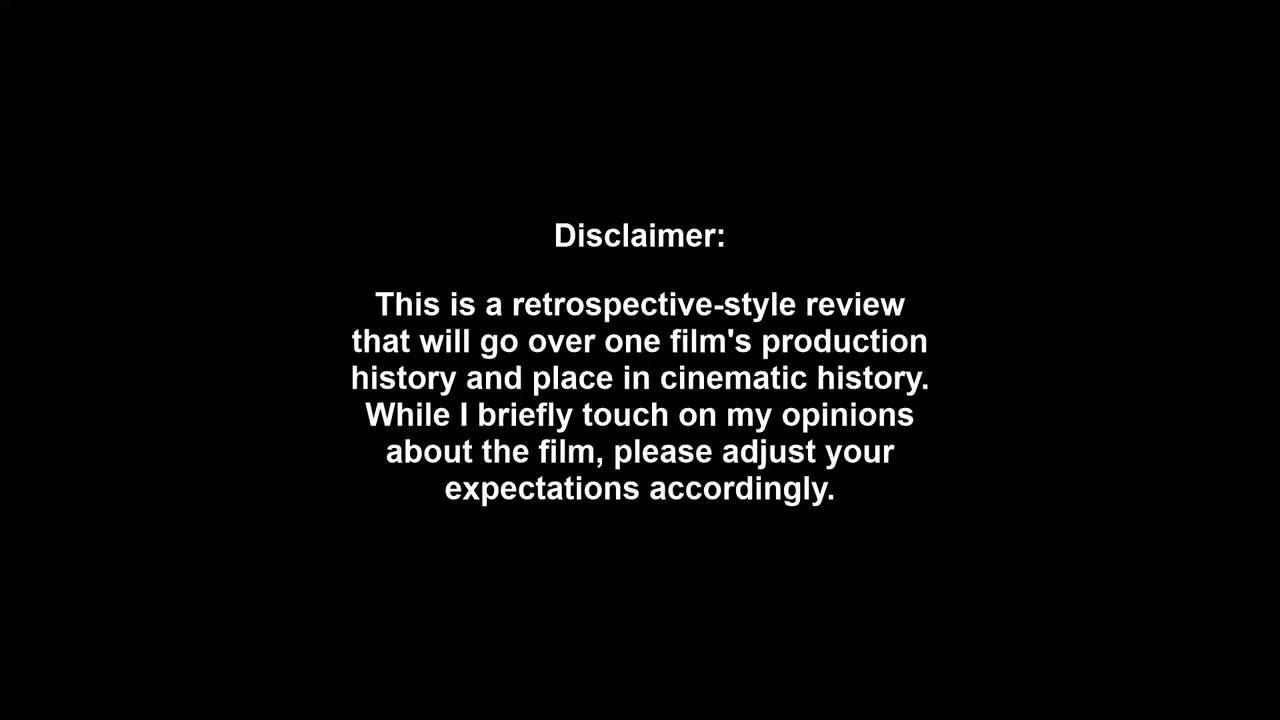 Disclaimer:
This is a retrospective-style review
that will go over one film's production
history and place in cinematic history.
While I briefly touch on my opinions
about the film, please adjust your
expectations accordingly.